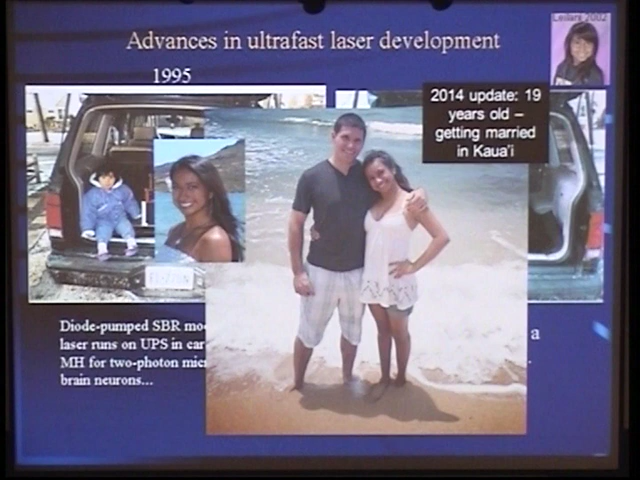 Leilani 2002
Advances in ultrafast laser development
1995
2014 update: 19
years old –
getting married
in Kaua'i
Diode-pumped SBR mo
laser runs on UPS in car
MH for two-photon mic
brain neurons...
a